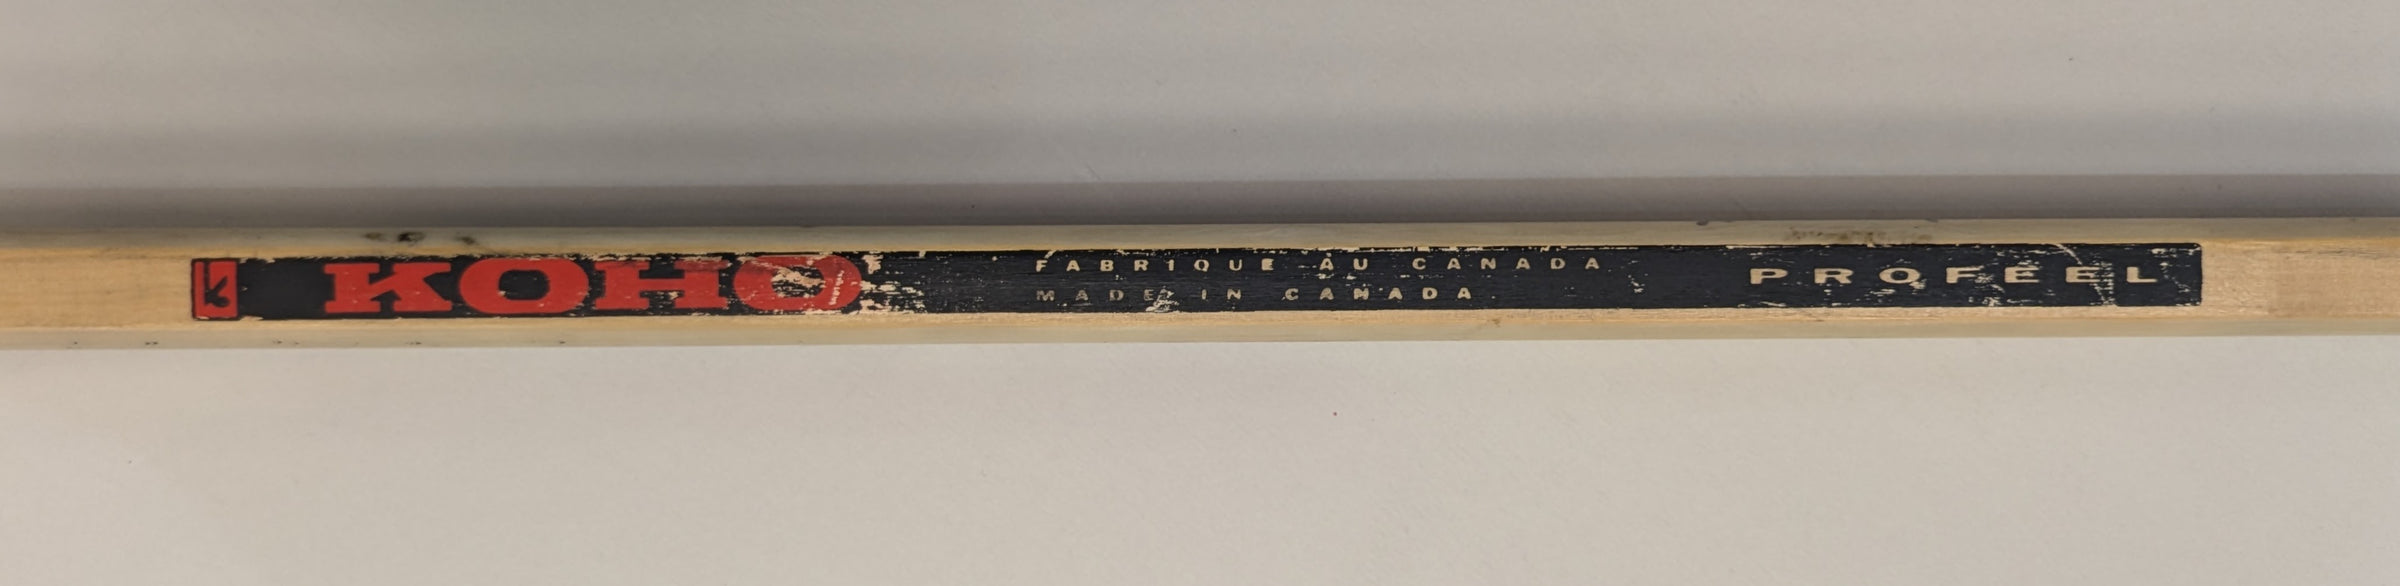 KOHO
FABRIQUE AU CANADA
MADE IN CANADA
PROFEEL